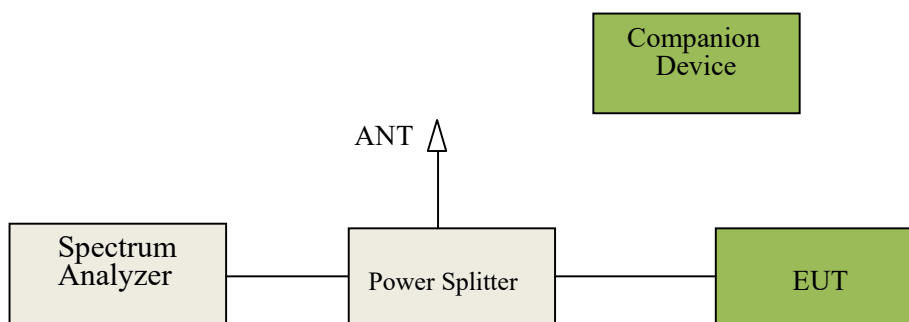 Companion
Device
ANT
Spectrum
Analyzer
Power Splitter
EUT